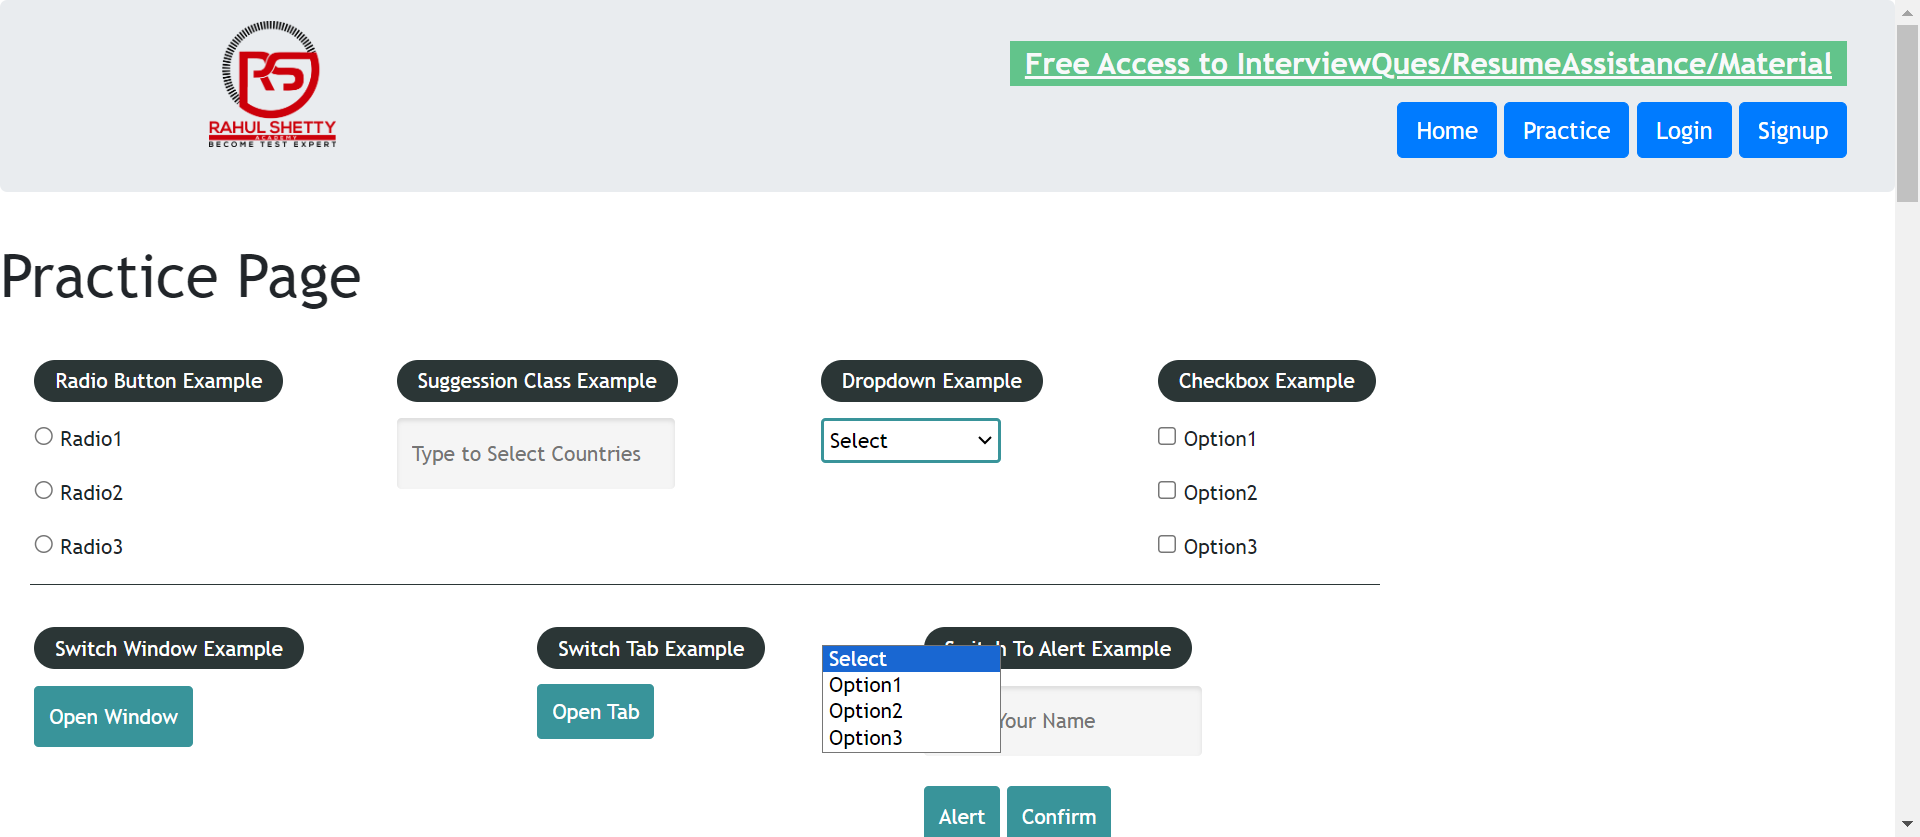 RAHUL SHETTY
ACADEMY
BECOME TEST EXPERT
Free Access to InterviewQues/ResumeAssistance/Material
Home Practice Login Signup
Practice Page
Radio Button Example
Radio1
Radio2
Radio3
Suggession Class Example
Type to Select Countries
Dropdown Example
Select
Checkbox Example
Option1
Option2
Option3
Switch Window Example
Open Window
Switch Tab Example
Open Tab
Select
Option1
Option2
Option3
To Alert Example
Your Name
Alert Confirm